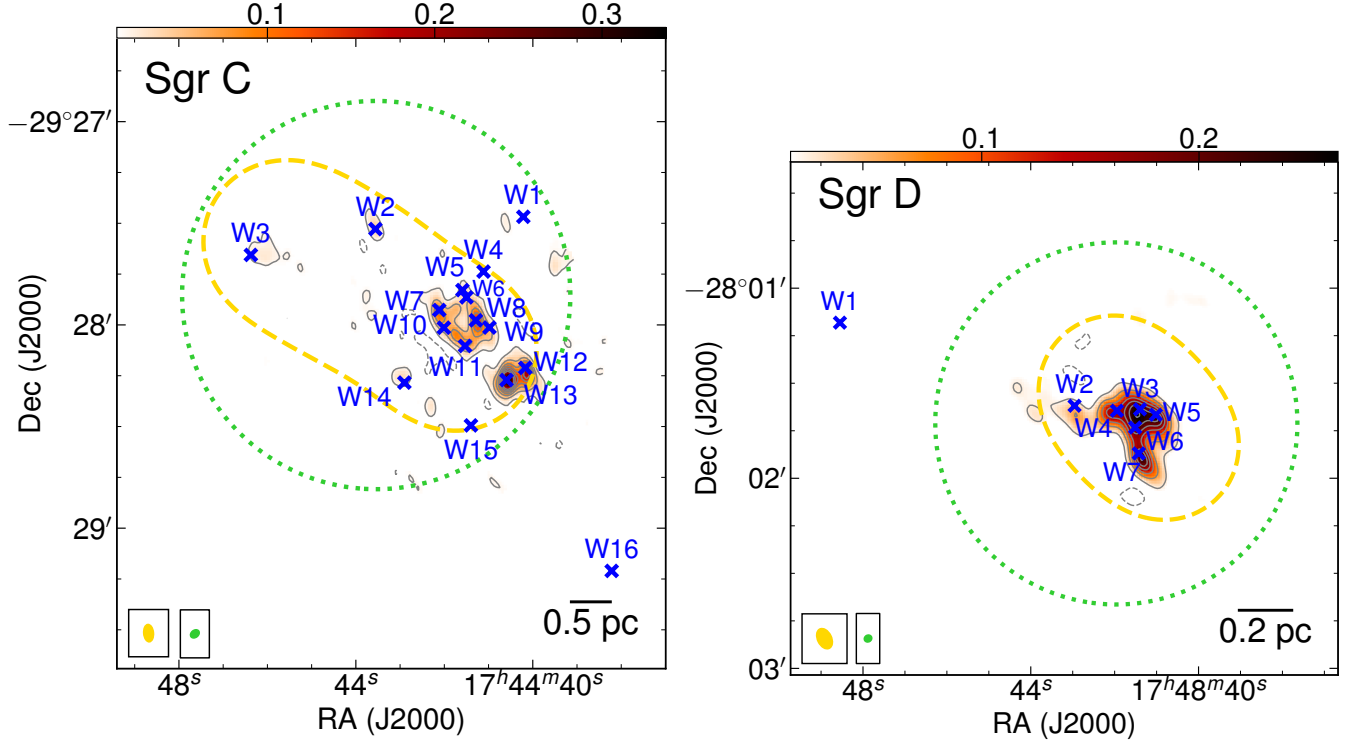 0.1 0.2 0.3
Sgr C
−29°27′
28′
29′
Dec (J2000)
W1
W2
W3
W4
W5
W6
W7
W8
W10
W9
W11
W12
W14
W13
W15
W16
0.5 pc
48ˢ 44ˢ 17ʰ44ᵐ40ˢ
RA (J2000)
0.1 0.2
Sgr D
−28°01′
02′
03′
Dec (J2000)
W1
W2 W3
W4 W5
W6
W7
0.2 pc
48ˢ 44ˢ 17ʰ48ᵐ40ˢ
RA (J2000)